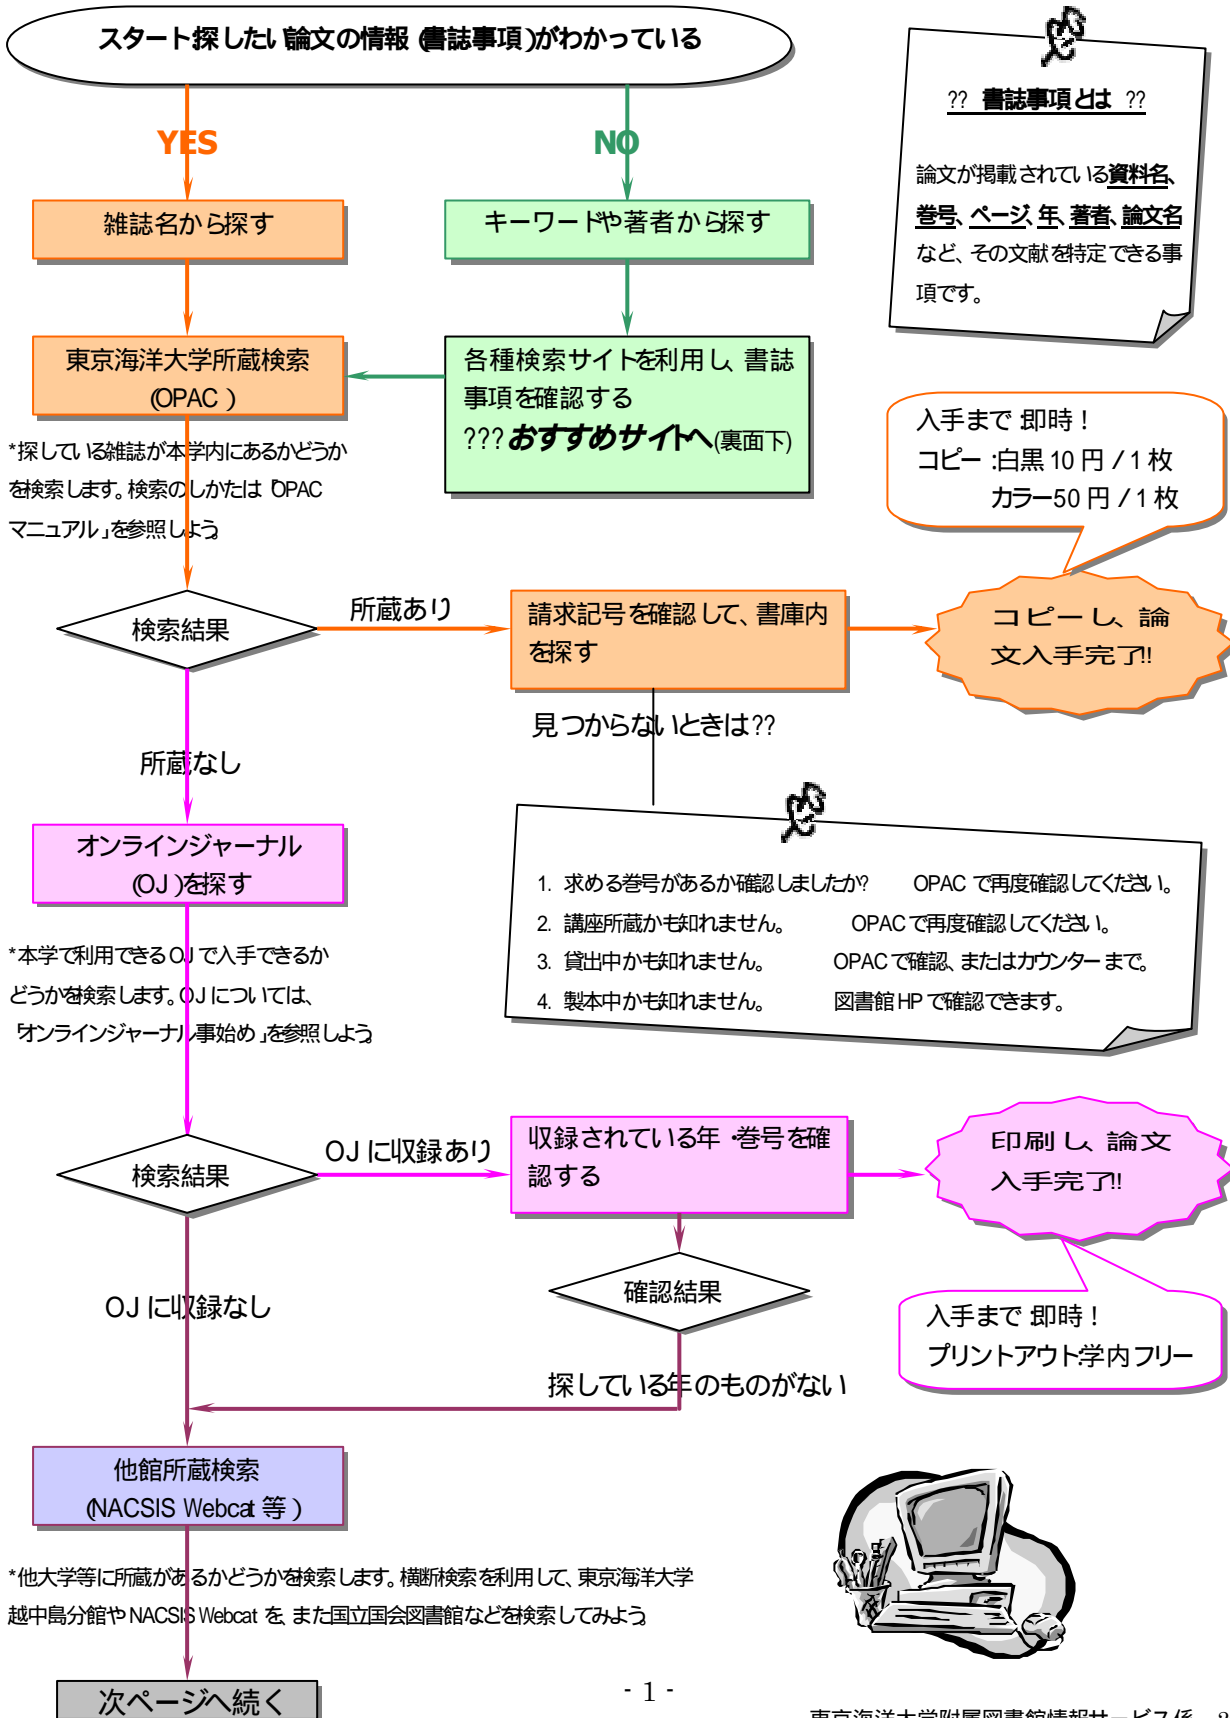 スタート:探したい論文の情報(書誌事項)がわかっている
?? 書誌事項とは ??
論文が掲載されている資料名、
巻号、ページ、年、著者、論文名
など、その文献を特定できる事
項です。
YES
NO
雑誌名から探す
キーワードや著者から探す
東京海洋大学所蔵検索
(OPAC)
各種検索サイトを利用し、書誌
事項を確認する
???おすすめサイトへ(裏面下)
*探している雑誌が本学内にあるかどうか
を検索します。検索のしかたは「OPAC
マニュアル」を参照しよう。
入手まで:即時!
コピー:白黒10円/1枚
カラー50円/1枚
検索結果
所蔵あり
請求記号を確認して、書庫内
を探す
コピーし、論
文入手完了!!
見つからないときは??
所蔵なし
オンラインジャーナル
(OJ)を探す
1. 求める巻号があるか確認しましたか? OPACで再度確認してください。
2. 講座所蔵かも知れません。 OPACで再度確認してください。
3. 貸出中かも知れません。 OPACで確認、またはカウンターまで。
4. 製本中かも知れません。 図書館HPで確認できます。
*本学で利用できるOJで入手できるか
どうかを検索します。OJについては、
「オンラインジャーナル事始め」を参照しよう。
検索結果
OJに収録あり
収録されている年・巻号を確
認する
印刷し、論文
入手完了!!
確認結果
OJに収録なし
入手まで:即時!
プリントアウト:学内フリー
探している年のものがない
他館所蔵検索
(NACSIS Webcat 等)
*他大学等に所蔵があるかどうかを検索します。横断検索を利用して、東京海洋大学
越中島分館やNACSIS Webcat を、また国立国会図書館などを検索してみよう。
次ページへ続く
- 1 -
東京海洋大学附属図書館情報サービス係